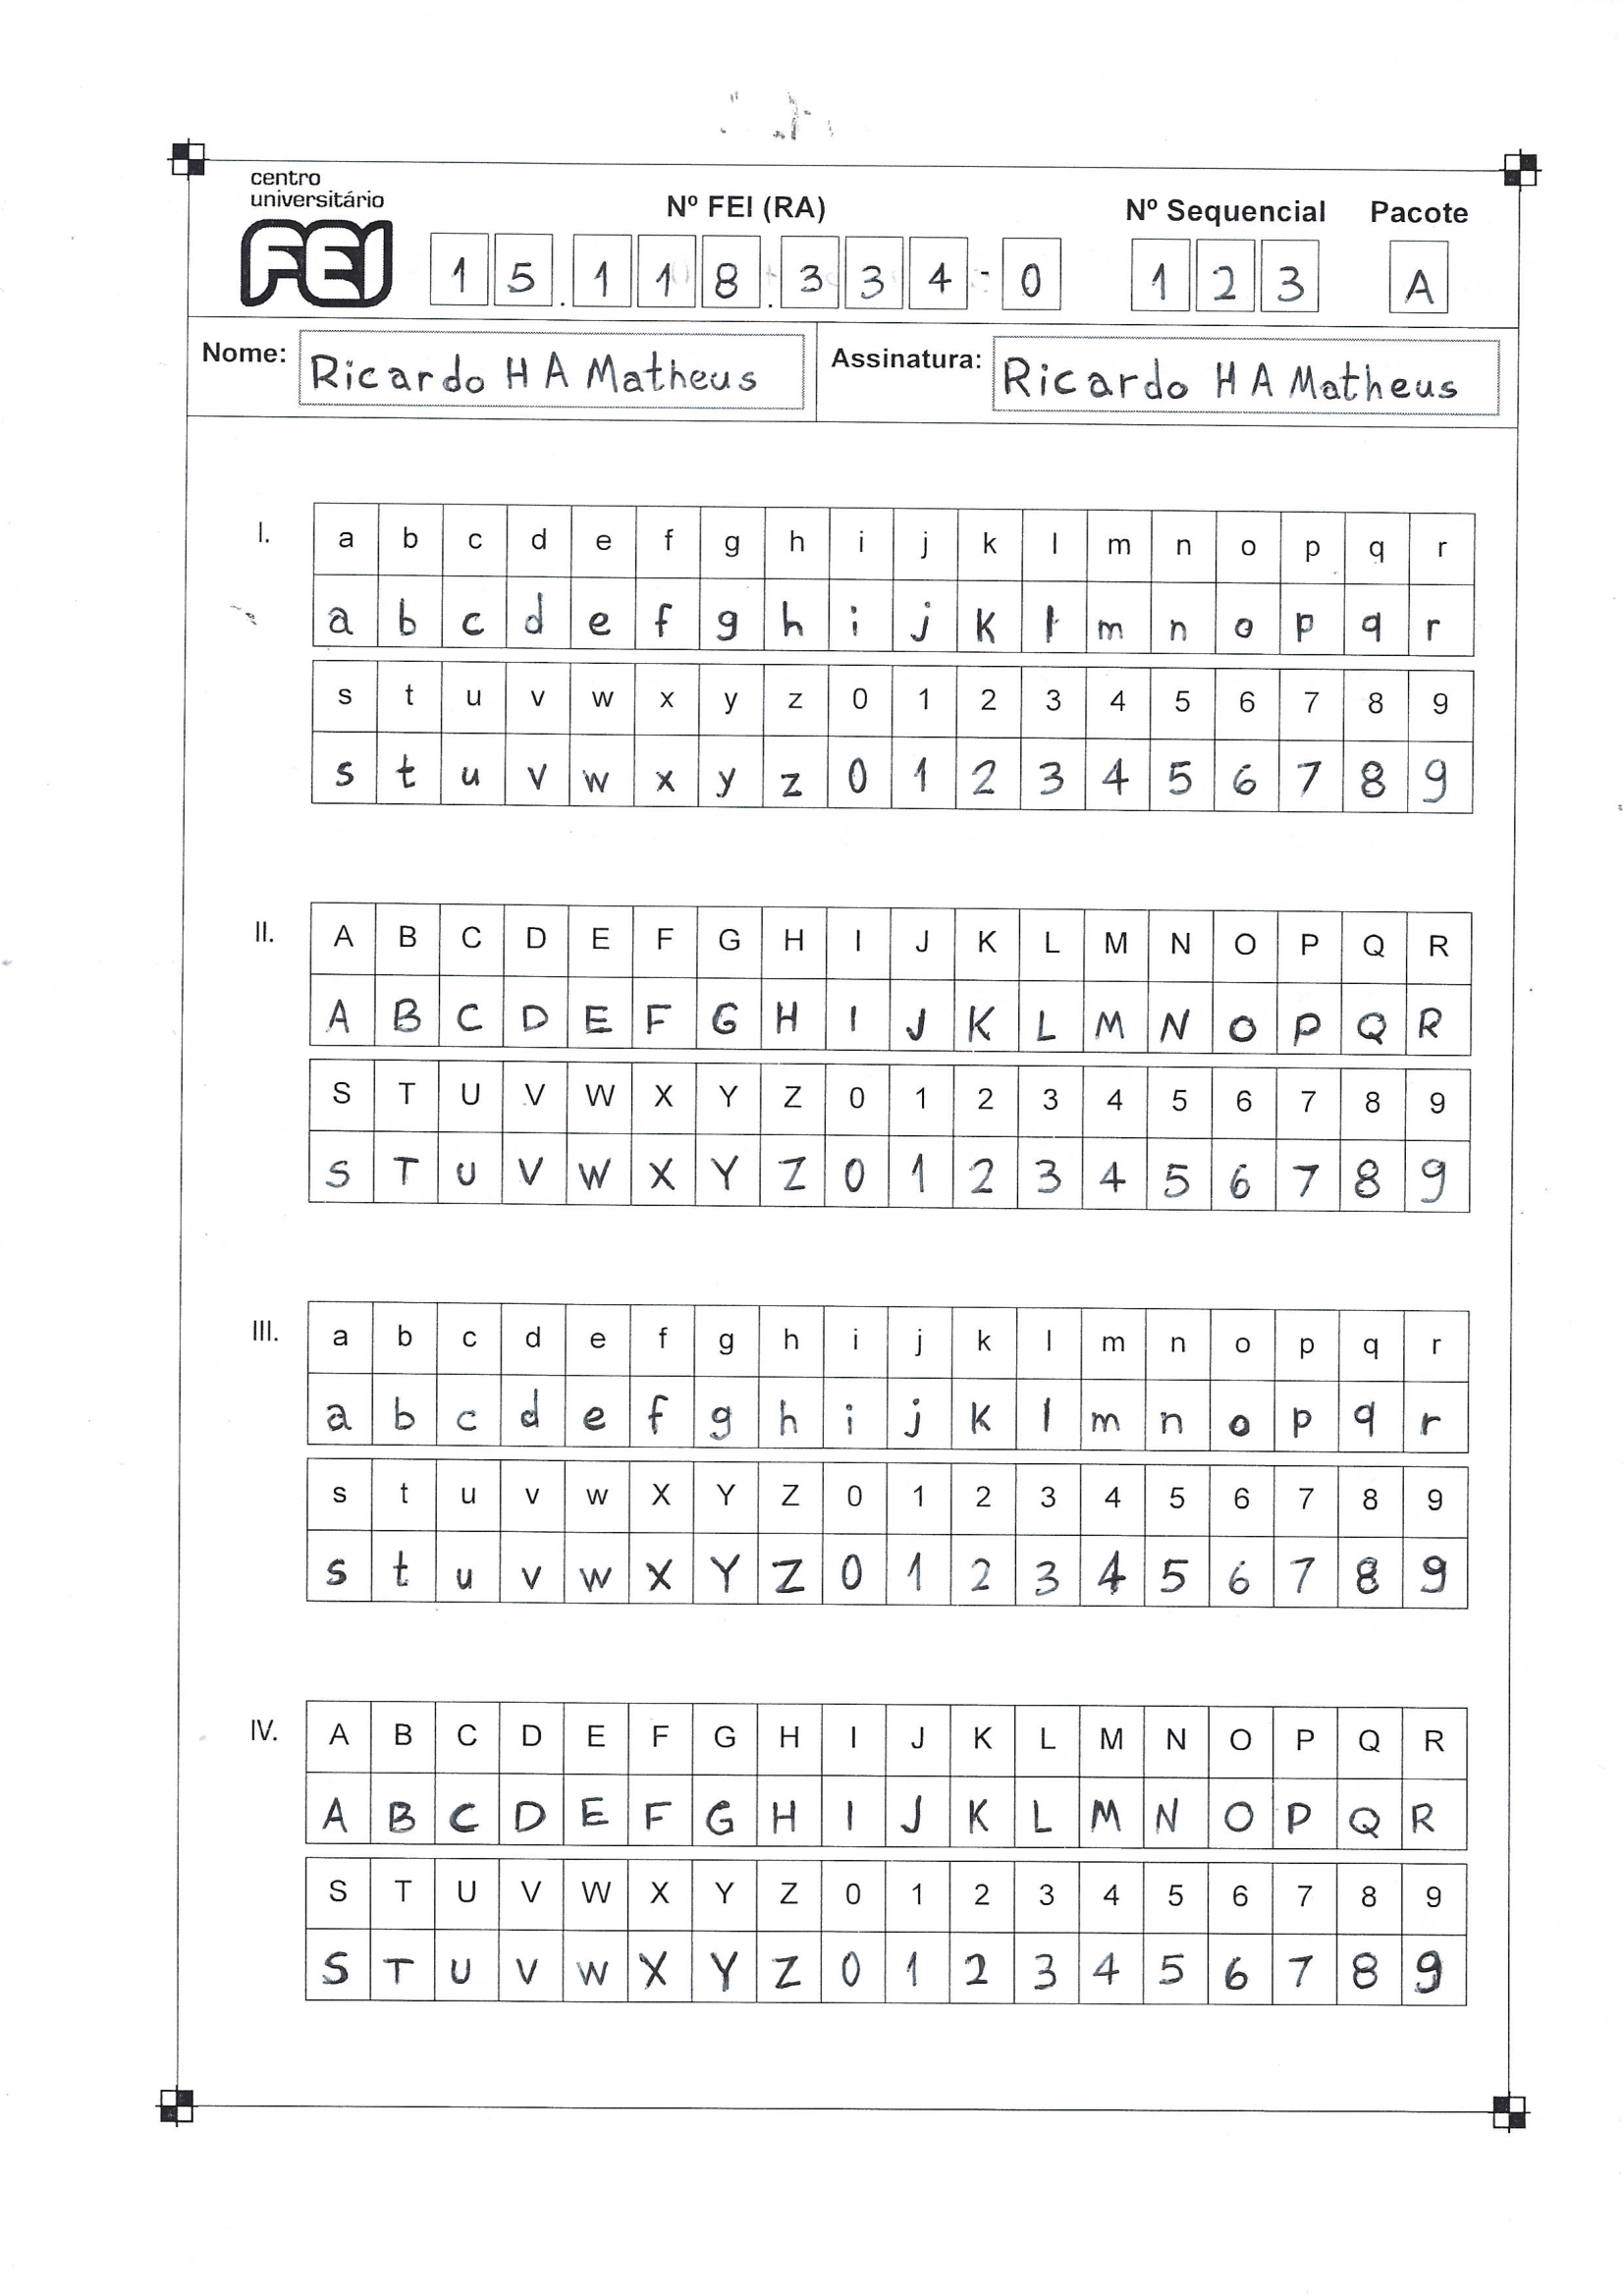 centro
universitário
FEI
Nº FEI (RA) Nº Sequencial Pacote
1 5 . 1 1 8 . 3 3 4 - 0 1 2 3 A
Nome: Ricardo H A Matheus Assinatura: Ricardo H A Matheus
I. a b c d e f g h i j k l m n o p q r
a b c d e f g h i j k l m n o p q r
s t u v w x y z 0 1 2 3 4 5 6 7 8 9
s t u v w x y z 0 1 2 3 4 5 6 7 8 9
II. A B C D E F G H I J K L M N O P Q R
A B C D E F G H I J K L M N O P Q R
S T U V W X Y Z 0 1 2 3 4 5 6 7 8 9
S T U V W X Y Z 0 1 2 3 4 5 6 7 8 9
III. a b c d e f g h i j k l m n o p q r
a b c d e f g h i j k l m n o p q r
s t u v w X Y Z 0 1 2 3 4 5 6 7 8 9
s t u v w X Y Z 0 1 2 3 4 5 6 7 8 9
IV. A B C D E F G H I J K L M N O P Q R
A B C D E F G H I J K L M N O P Q R
S T U V W X Y Z 0 1 2 3 4 5 6 7 8 9
S T U V W X Y Z 0 1 2 3 4 5 6 7 8 9